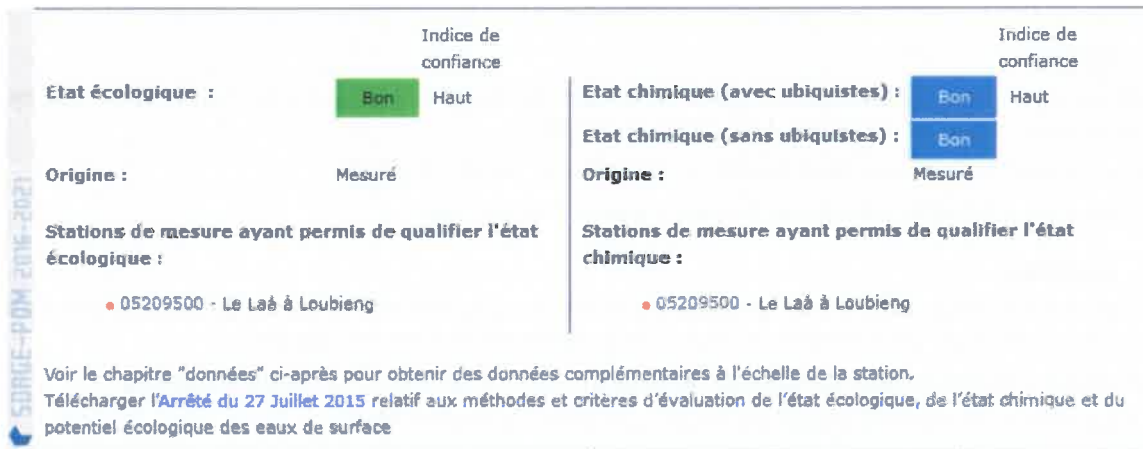 SDAGE-PDM 2016-2021
Indice de
confiance
Etat écologique : Bon Haut
Origine : Mesuré
Stations de mesure ayant permis de qualifier l'état
écologique :
05209500 - Le Laà à Loubieng
Indice de
confiance
Etat chimique (avec ubiquistes) : Bon Haut
Etat chimique (sans ubiquistes) : Bon
Origine : Mesuré
Stations de mesure ayant permis de qualifier l'état
chimique :
05209500 - Le Laà à Loubieng
Voir le chapitre "données" ci-après pour obtenir des données complémentaires à l'échelle de la station.
Télécharger l'Arrêté du 27 Juillet 2015 relatif aux méthodes et critères d'évaluation de l'état écologique, de l'état chimique et du
potentiel écologique des eaux de surface